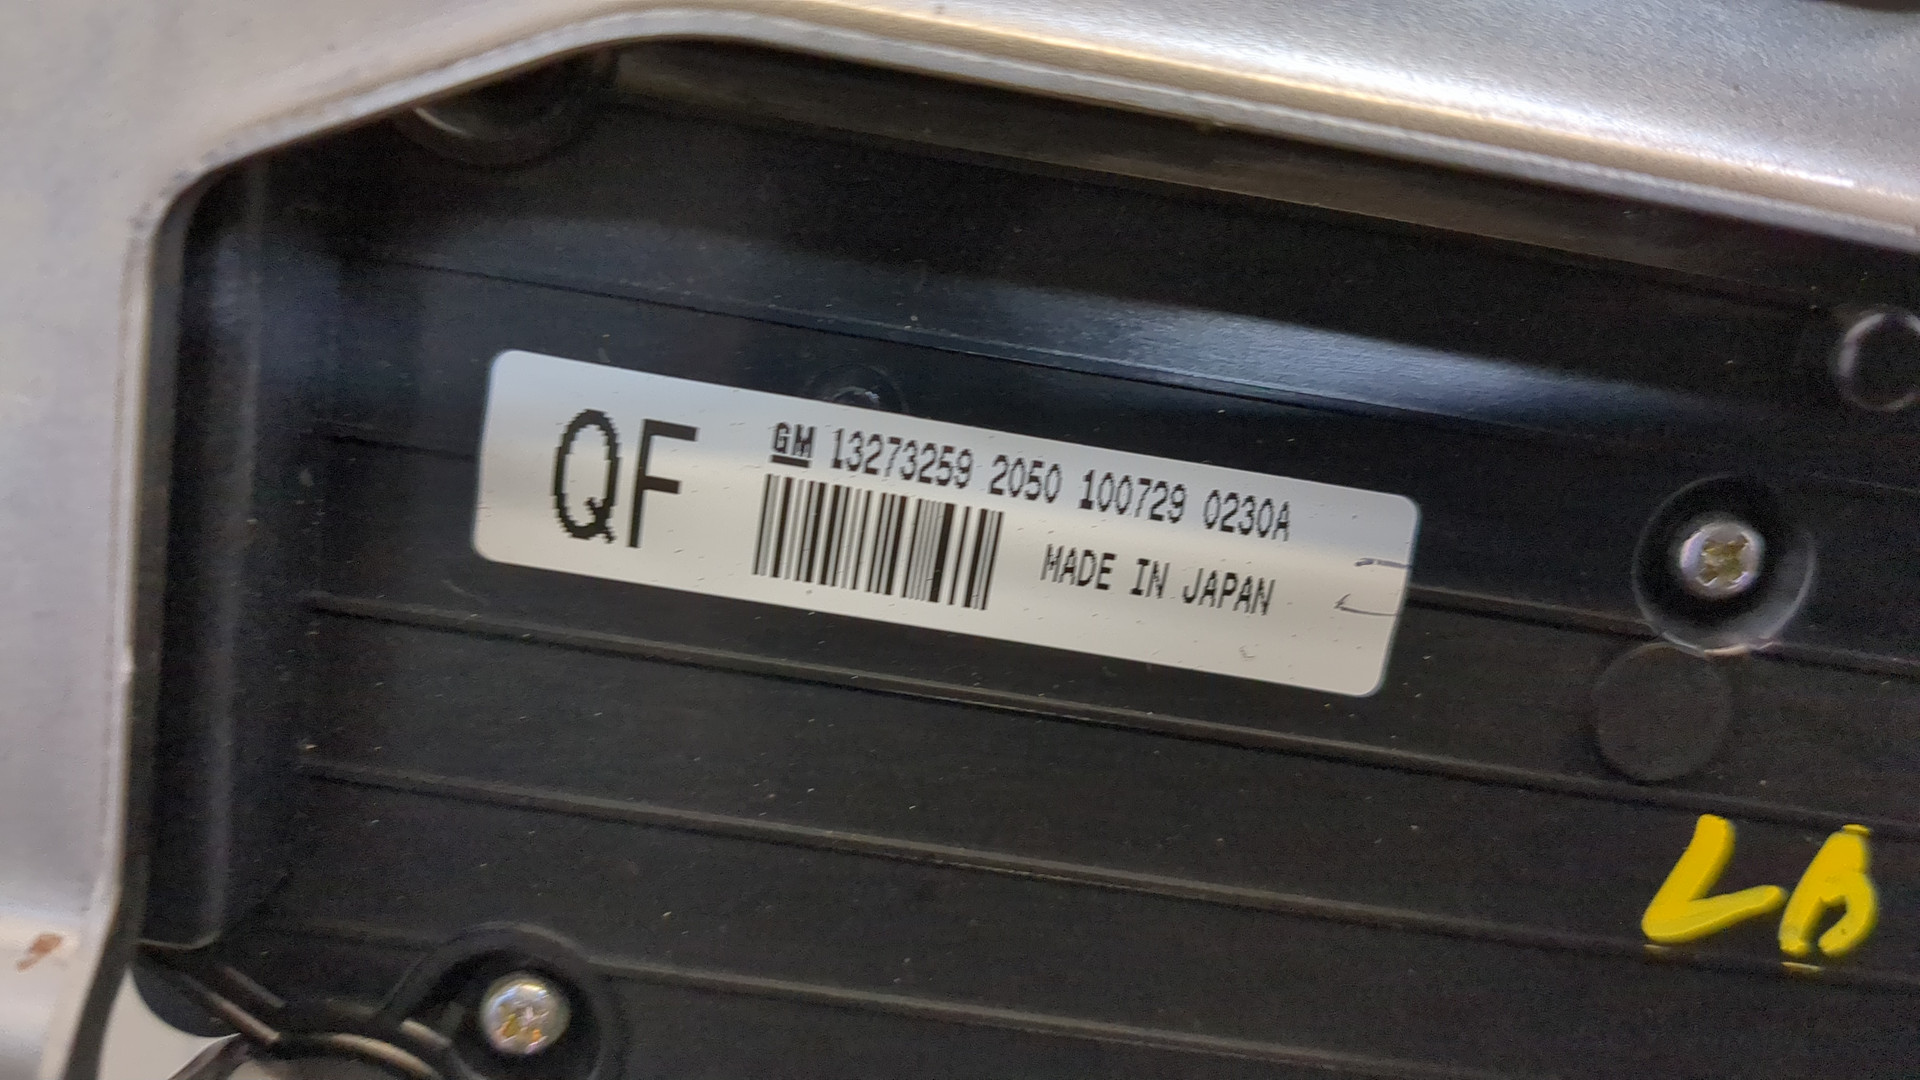 QF
GM 13273259 2050 100729 0230A
MADE IN JAPAN